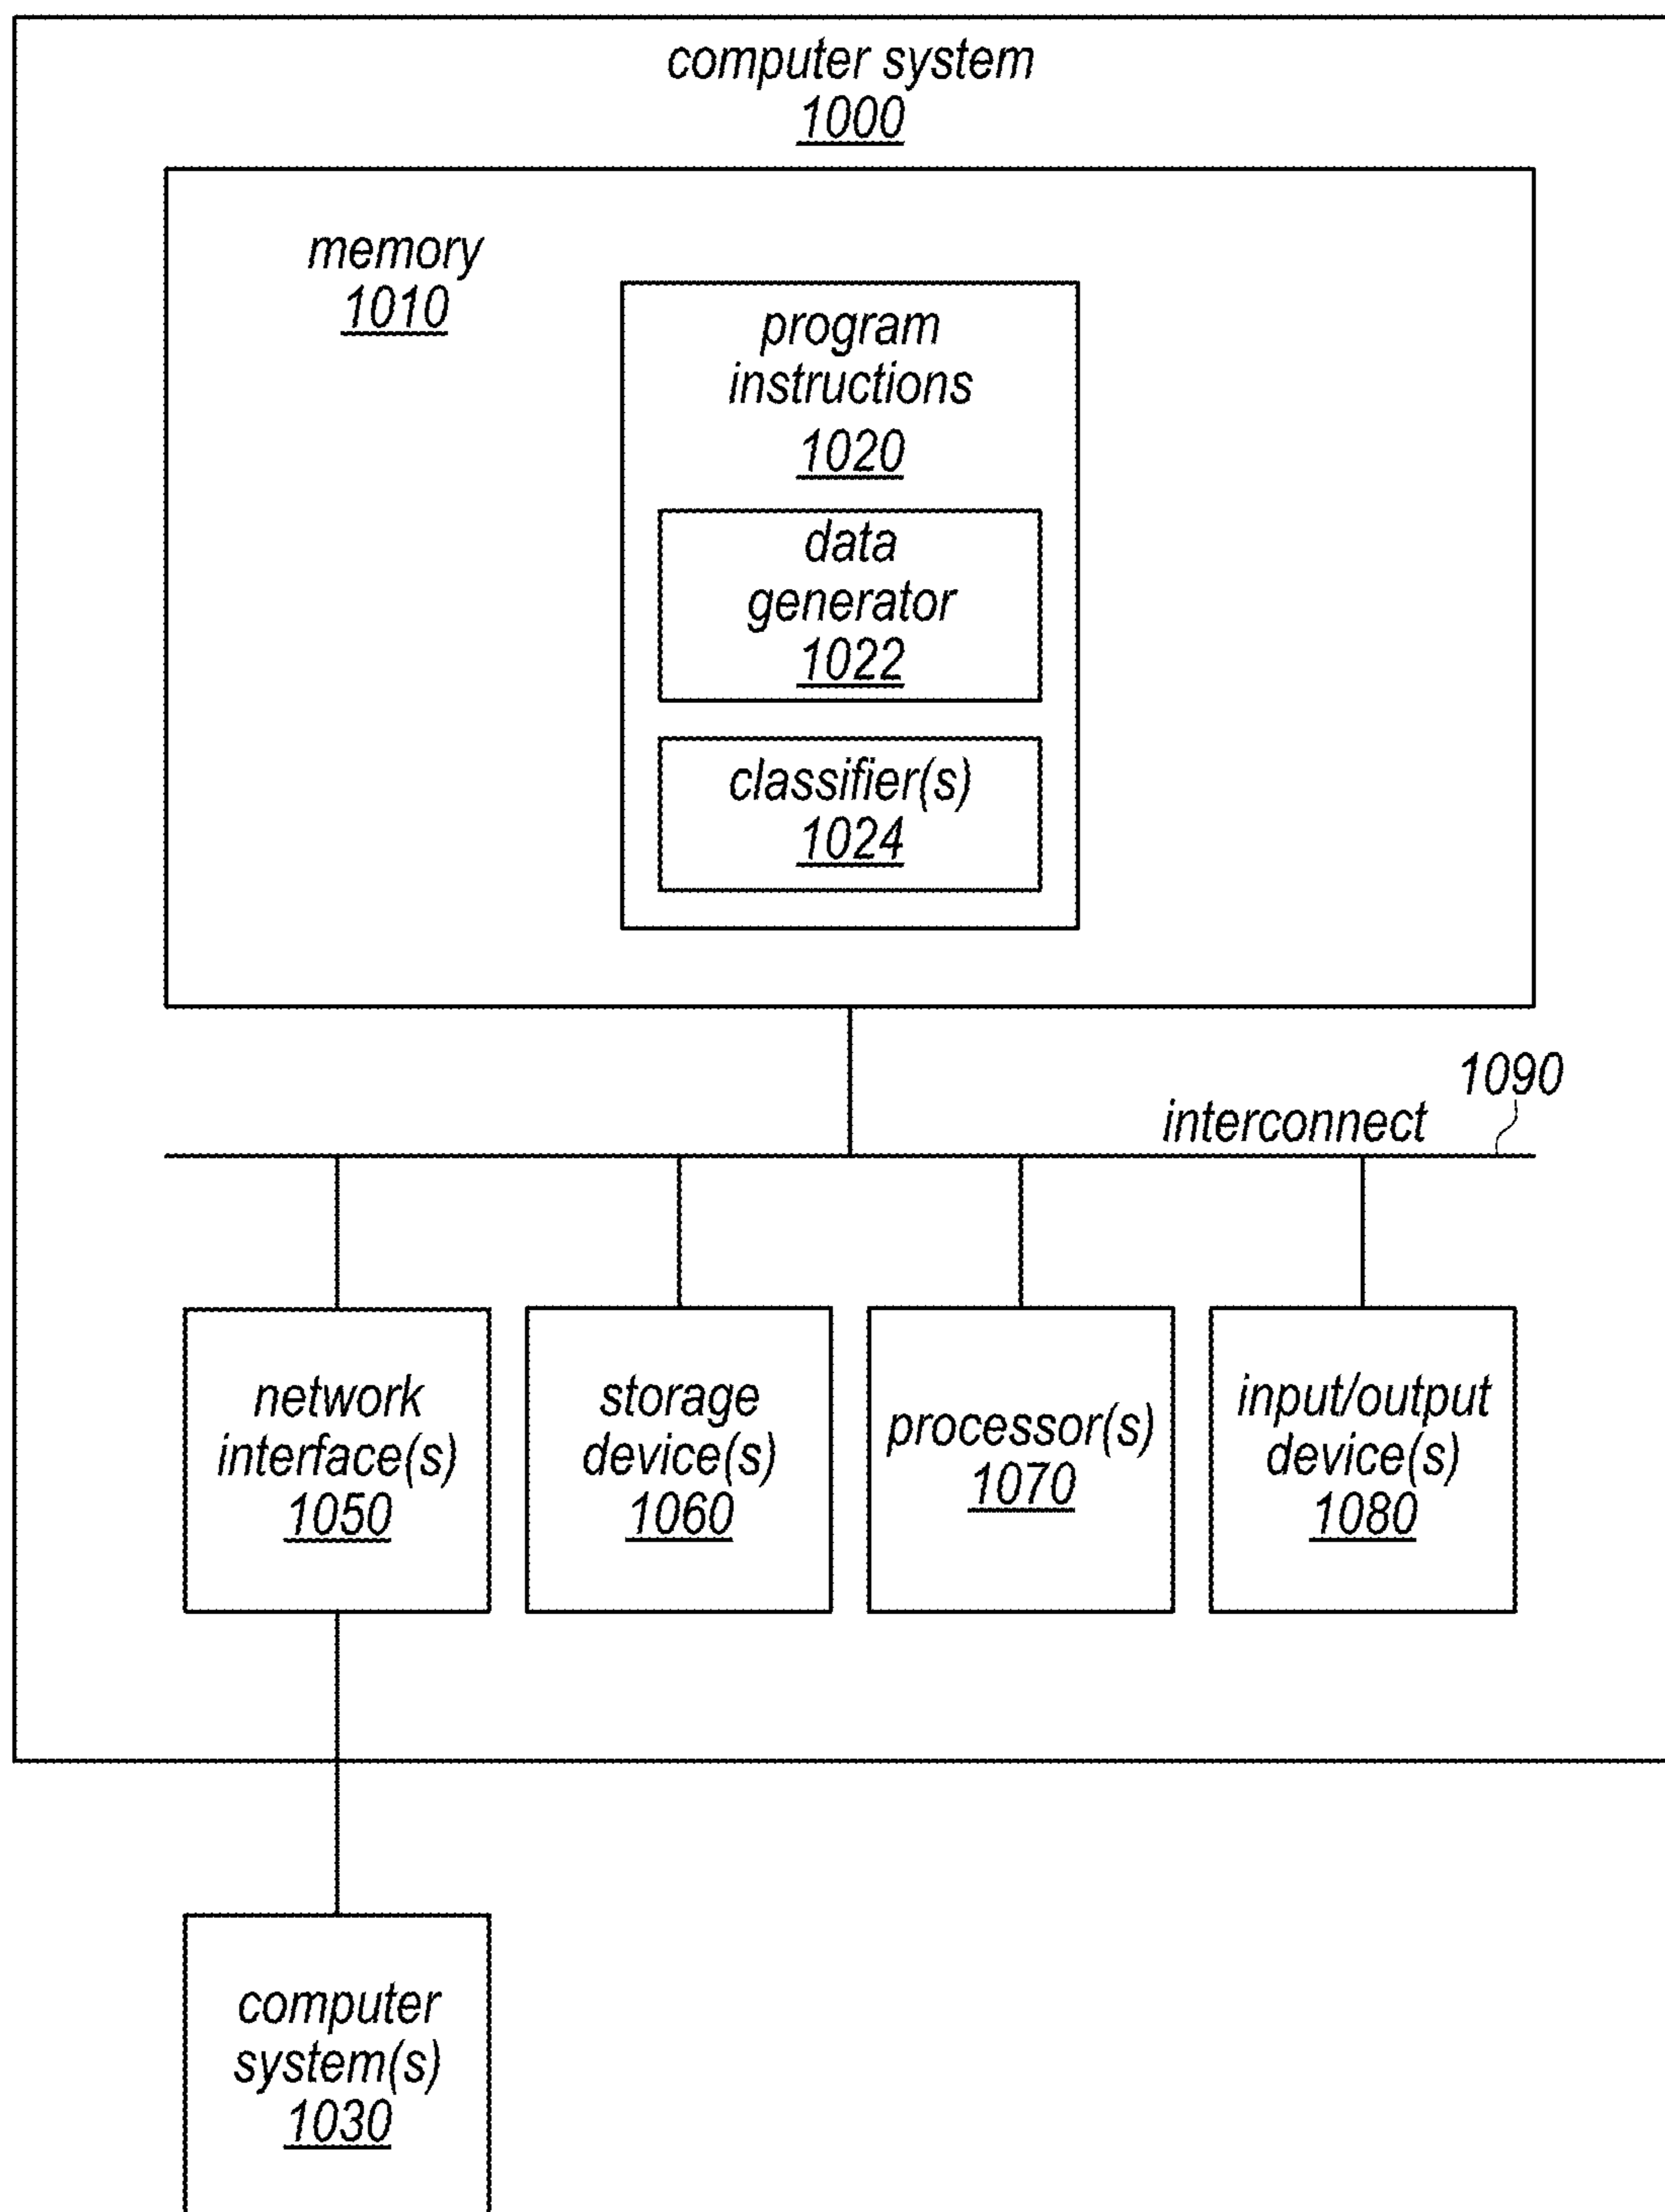 computer system
1000
memory
1010
program
instructions
1020
data
generator
1022
classifier(s)
1024
1090
interconnect
network
interface(s)
1050
storage
device(s)
1060
processor(s)
1070
input/output
device(s)
1080
computer
system(s)
1030